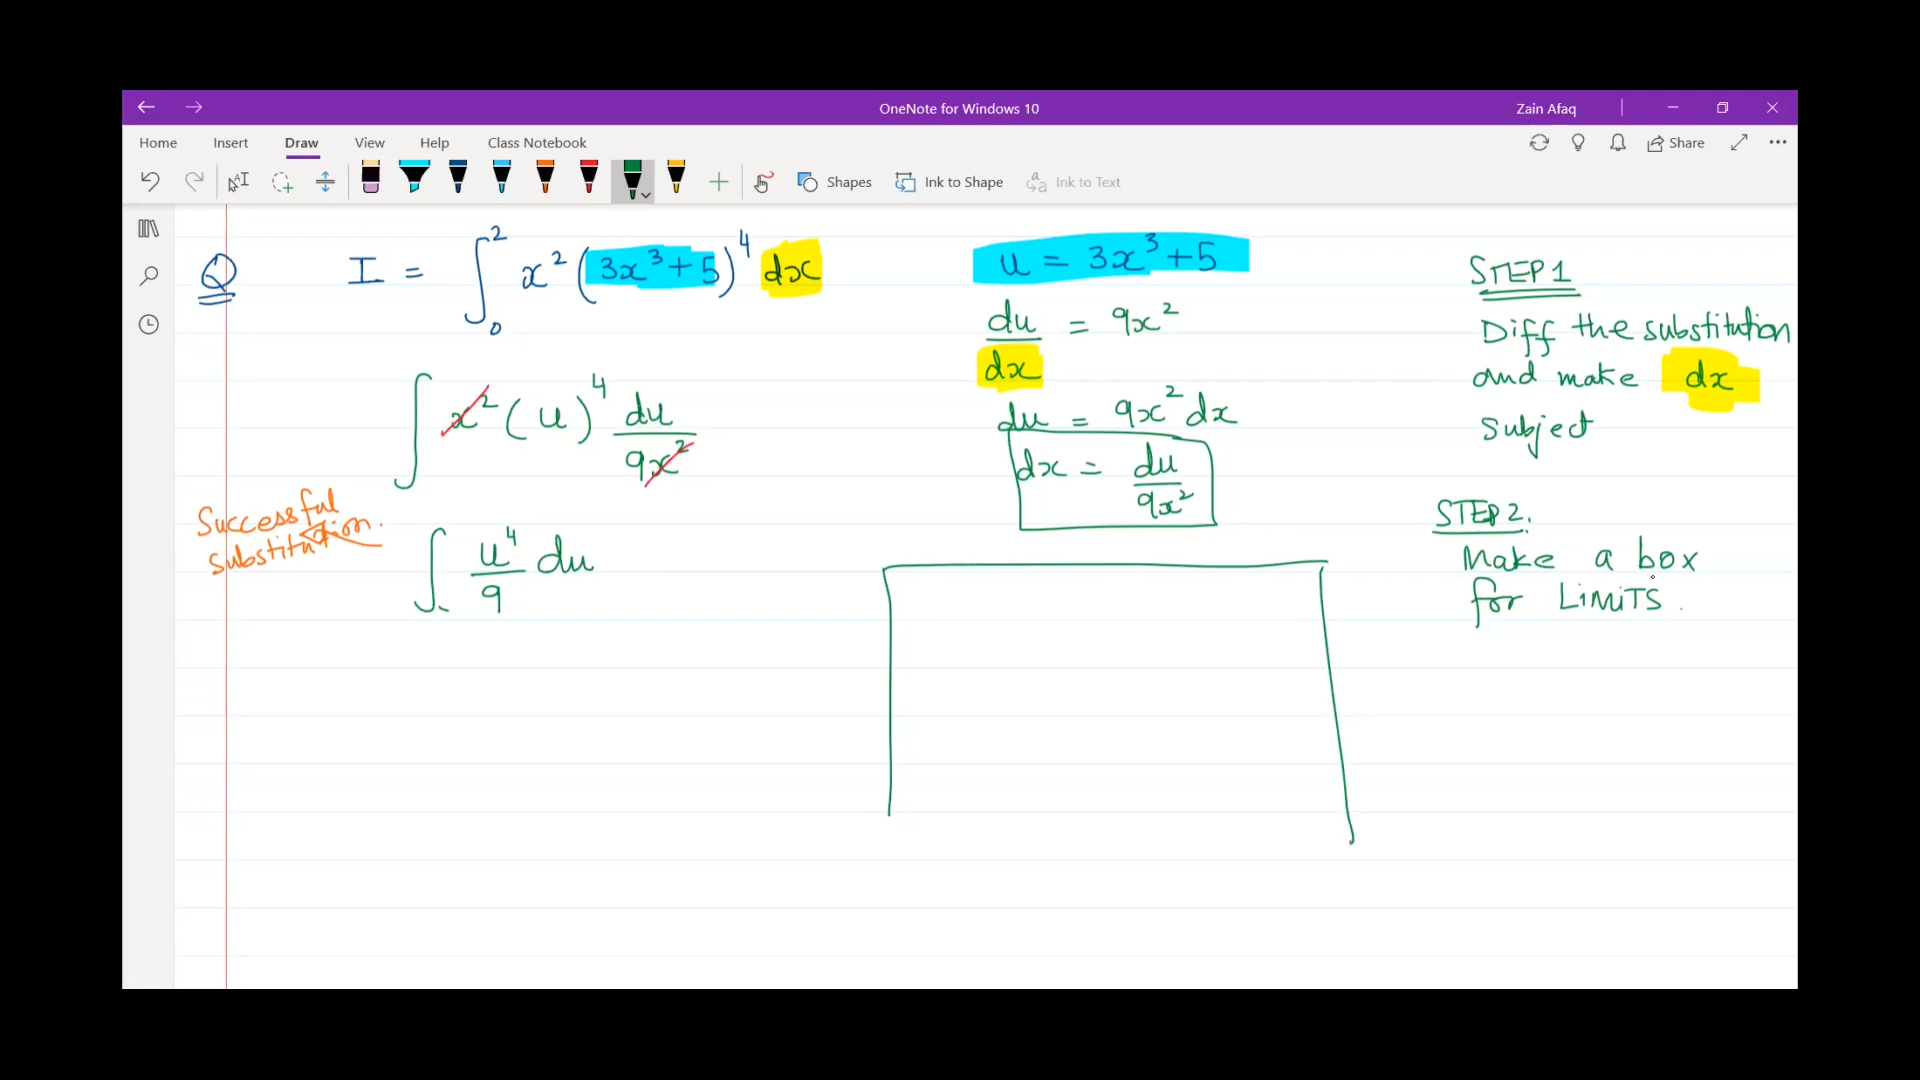 OneNote for Windows 10
Zain Afaq
Home Insert Draw View Help Class Notebook
Share
Shapes Ink to Shape Ink to Text
Q I = ∫₀² x² (3x³+5)⁴ dx
u = 3x³+5
du/dx = 9x²
du = 9x² dx
dx = du/9x²
∫ x² (u)⁴ du/9x²
Successful
substitution.
∫ u⁴/9 du
STEP 1
Diff the substitution
and make dx
subject
STEP 2.
Make a box
for LiMiTS.